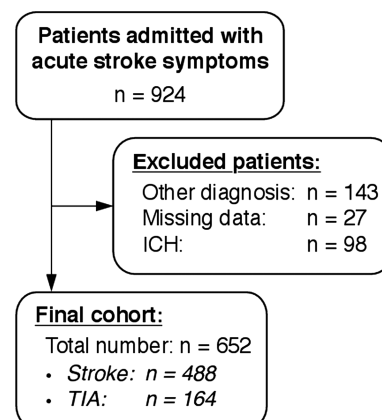 Patients admitted with
acute stroke symptoms
n = 924
Excluded patients:
Other diagnosis: n = 143
Missing data: n = 27
ICH: n = 98
Final cohort:
Total number: n = 652
• Stroke: n = 488
• TIA: n = 164